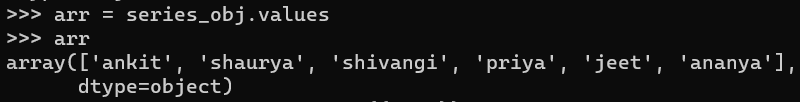 >>> arr = series_obj.values
>>> arr
array(['ankit', 'shaurya', 'shivangi', 'priya', 'jeet', 'ananya'],
      dtype=object)